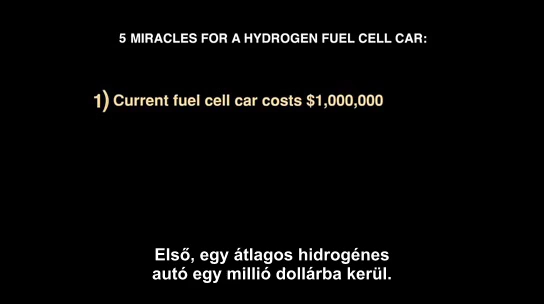 5 MIRACLES FOR A HYDROGEN FUEL CELL CAR:
1) Current fuel cell car costs $1,000,000
Első, egy átlagos hidrogénes
autó egy millió dollárba kerül.